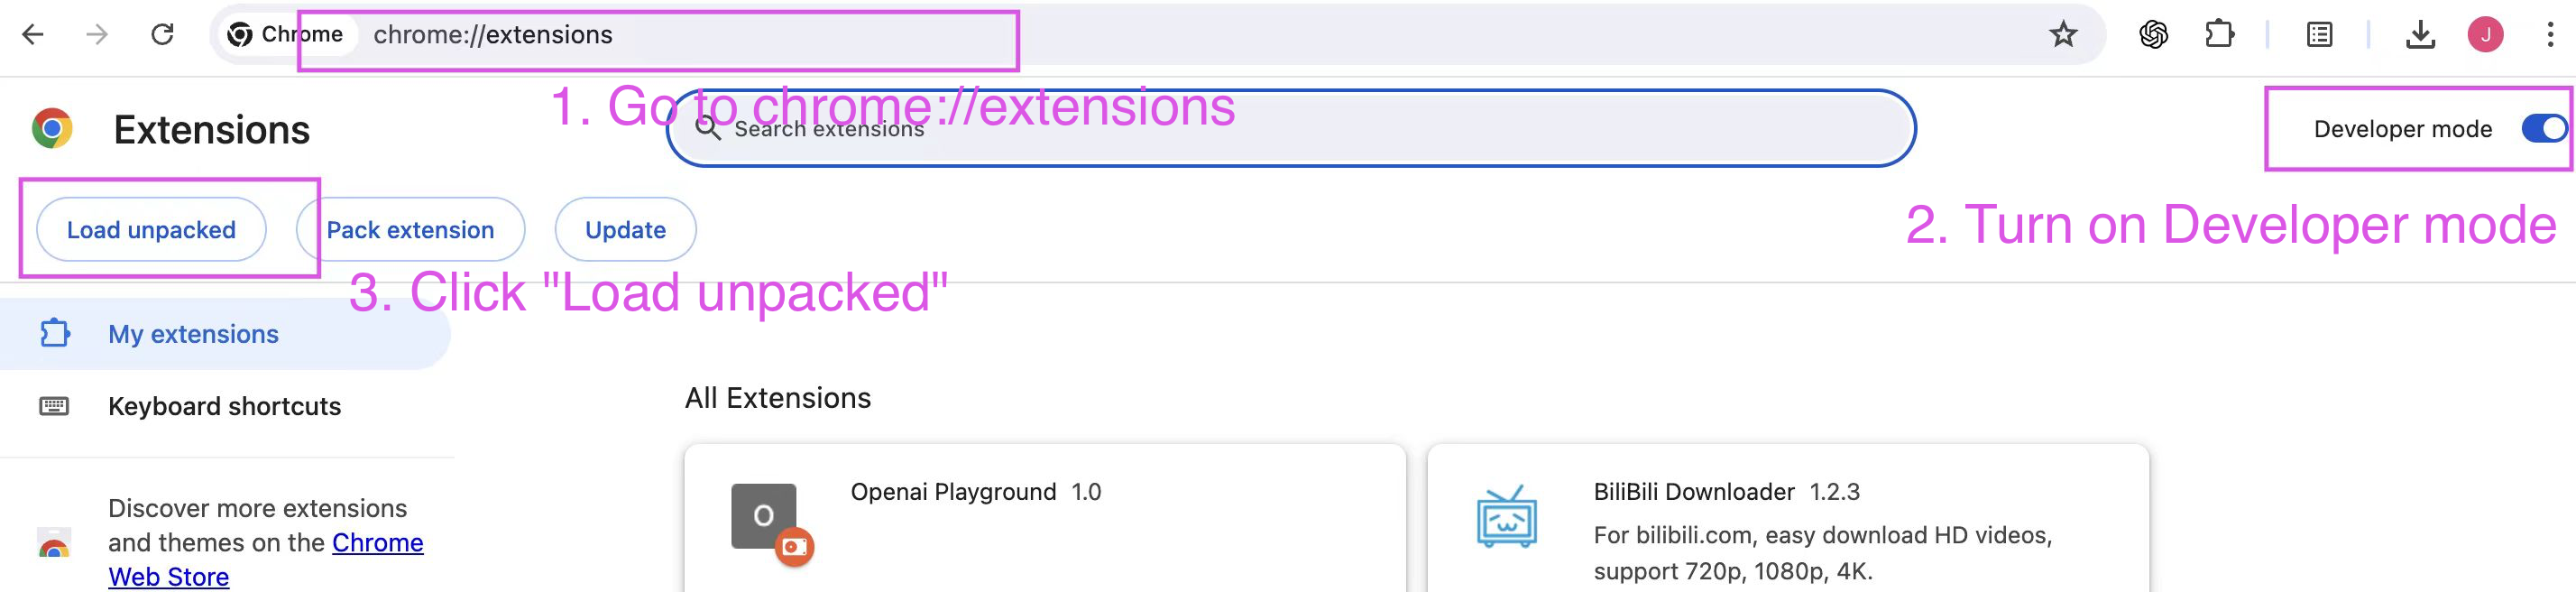 Chrome chrome://extensions J
1. Go to chrome://extensions
Extensions Search extensions Developer mode
2. Turn on Developer mode
Load unpacked Pack extension Update
3. Click "Load unpacked"
My extensions
Keyboard shortcuts
Discover more extensions
and themes on the Chrome
Web Store
All Extensions
O
Openai Playground 1.0
BiliBili Downloader 1.2.3
For bilibili.com, easy download HD videos,
support 720p, 1080p, 4K.